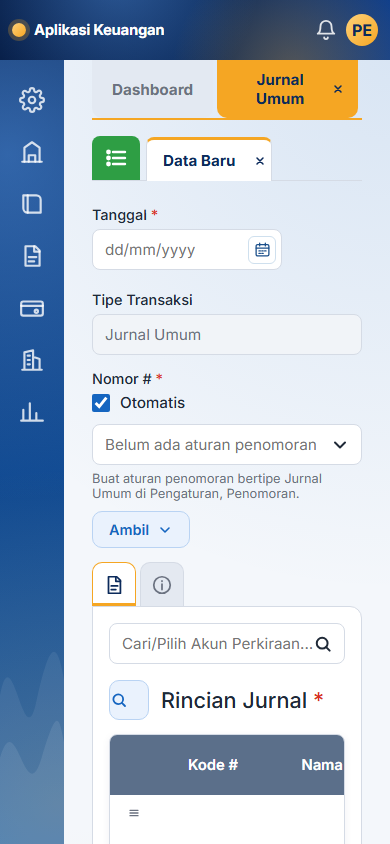 Aplikasi Keuangan
PE
Dashboard
Jurnal
Umum
Data Baru
Tanggal *
dd/mm/yyyy
Tipe Transaksi
Jurnal Umum
Nomor # *
Otomatis
Belum ada aturan penomoran
Buat aturan penomoran bertipe Jurnal
Umum di Pengaturan, Penomoran.
Ambil
Cari/Pilih Akun Perkiraan...
Rincian Jurnal *
Kode # Nama